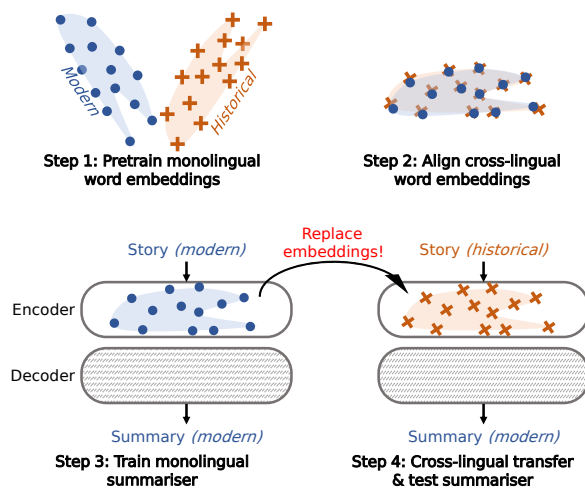 Modern
Historical
Step 1: Pretrain monolingual
word embeddings
Step 2: Align cross-lingual
word embeddings
Replace
embeddings!
Story (modern)
Story (historical)
Encoder
Decoder
Summary (modern)
Summary (modern)
Step 3: Train monolingual
summariser
Step 4: Cross-lingual transfer
& test summariser